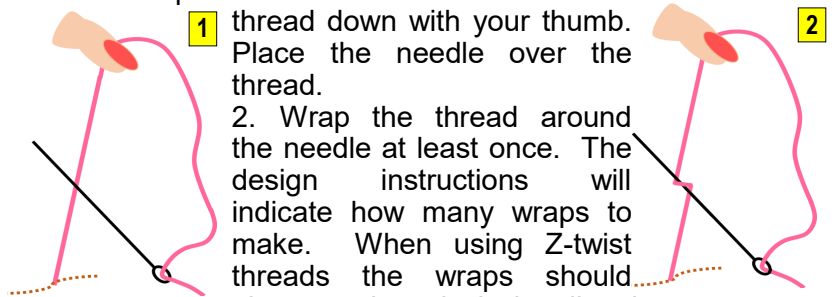 1
thread down with your thumb.
Place the needle over the
thread.
2. Wrap the thread around
the needle at least once. The
design instructions will
indicate how many wraps to
make. When using Z-twist
threads the wraps should
2